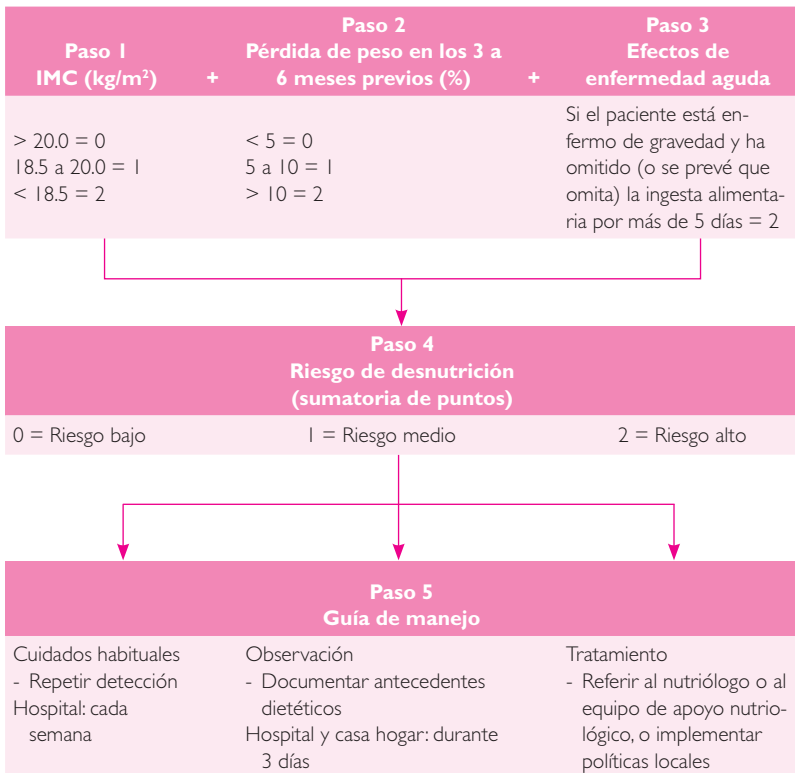 Paso 1
IMC (kg/m²)
+
Paso 2
Pérdida de peso en los 3 a
6 meses previos (%)
+
Paso 3
Efectos de
enfermedad aguda
> 20.0 = 0
18.5 a 20.0 = 1
< 18.5 = 2
< 5 = 0
5 a 10 = 1
> 10 = 2
Si el paciente está en-
fermo de gravedad y ha
omitido (o se prevé que
omita) la ingesta alimenta-
ria por más de 5 días = 2
Paso 4
Riesgo de desnutrición
(sumatoria de puntos)
0 = Riesgo bajo
1 = Riesgo medio
2 = Riesgo alto
Paso 5
Guía de manejo
Cuidados habituales
- Repetir detección
Hospital: cada
semana
Observación
- Documentar antecedentes
dietéticos
Hospital y casa hogar: durante
3 días
Tratamiento
- Referir al nutriólogo o al
equipo de apoyo nutrio-
lógico, o implementar
políticas locales